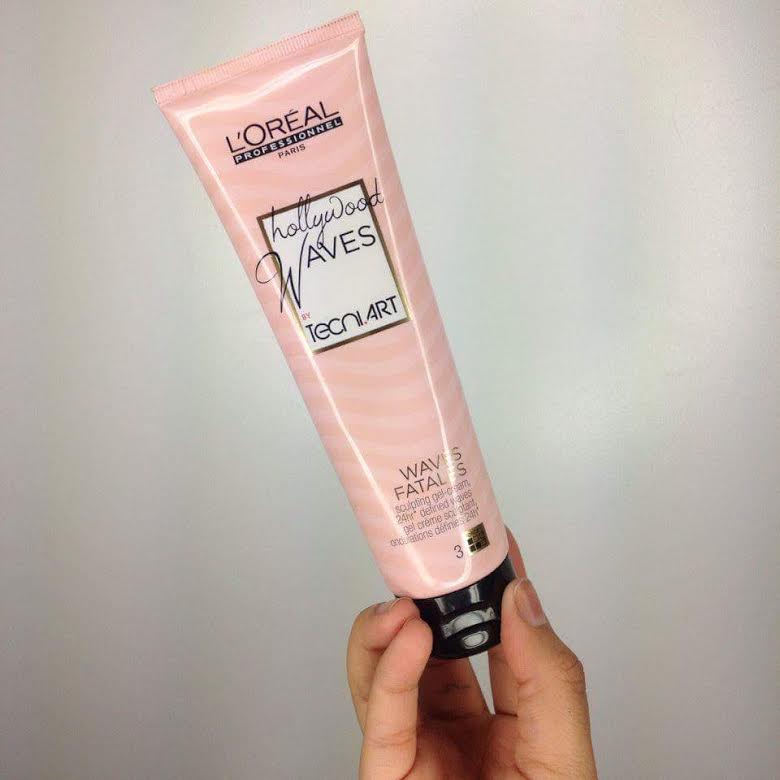 L'ORÉAL
PROFESSIONNEL
PARIS
hollywood
WAVES
BY
Tecni.ART
WAVES
FATALES
sculpting gel-cream,
24hr* defined waves
gel crème sculptant,
ondulations définies 24h*
3